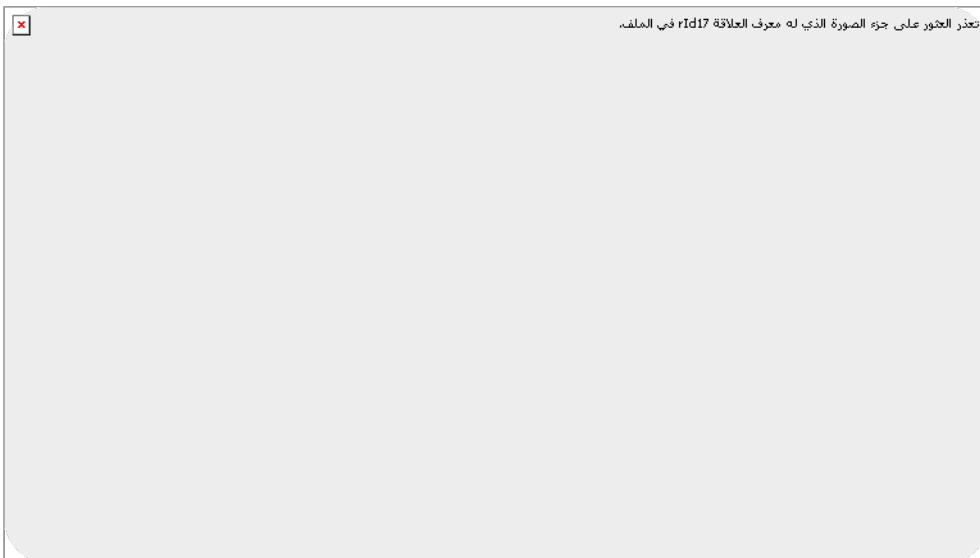 تعذر العثور على جزء الصورة الذي له معرف العلاقة rId17 في الملف.